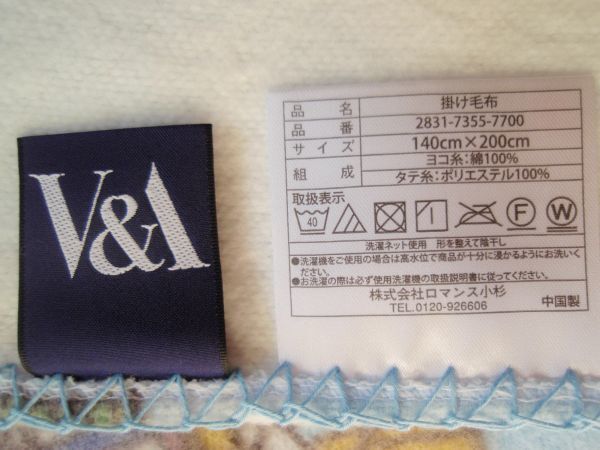 V&A
品名 掛け毛布
品番 2831-7355-7700
サイズ 140cm×200cm
組成 ヨコ糸:綿100%
タテ糸:ポリエステル100%
取扱表示
40 F W
洗濯ネット使用 形を整えて陰干し
●洗濯機をご使用の場合は高水位で商品が十分に浸かるようにお洗いく
ださい。
●お洗濯の際は必ず使用洗濯機の取扱説明書に従ってください。
株式会社ロマンス小杉
TEL.0120-926606
中国製